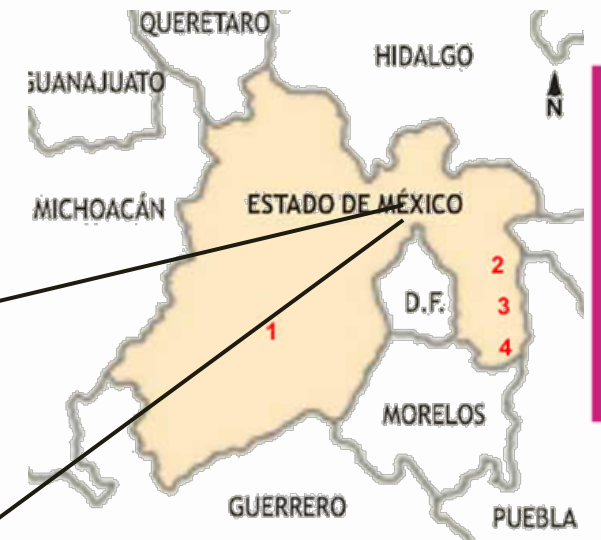 QUERETARO
HIDALGO
GUANAJUATO
N
MICHOACÁN
ESTADO DE MÉXICO
2
D.F.
3
1
4
MORELOS
GUERRERO
PUEBLA